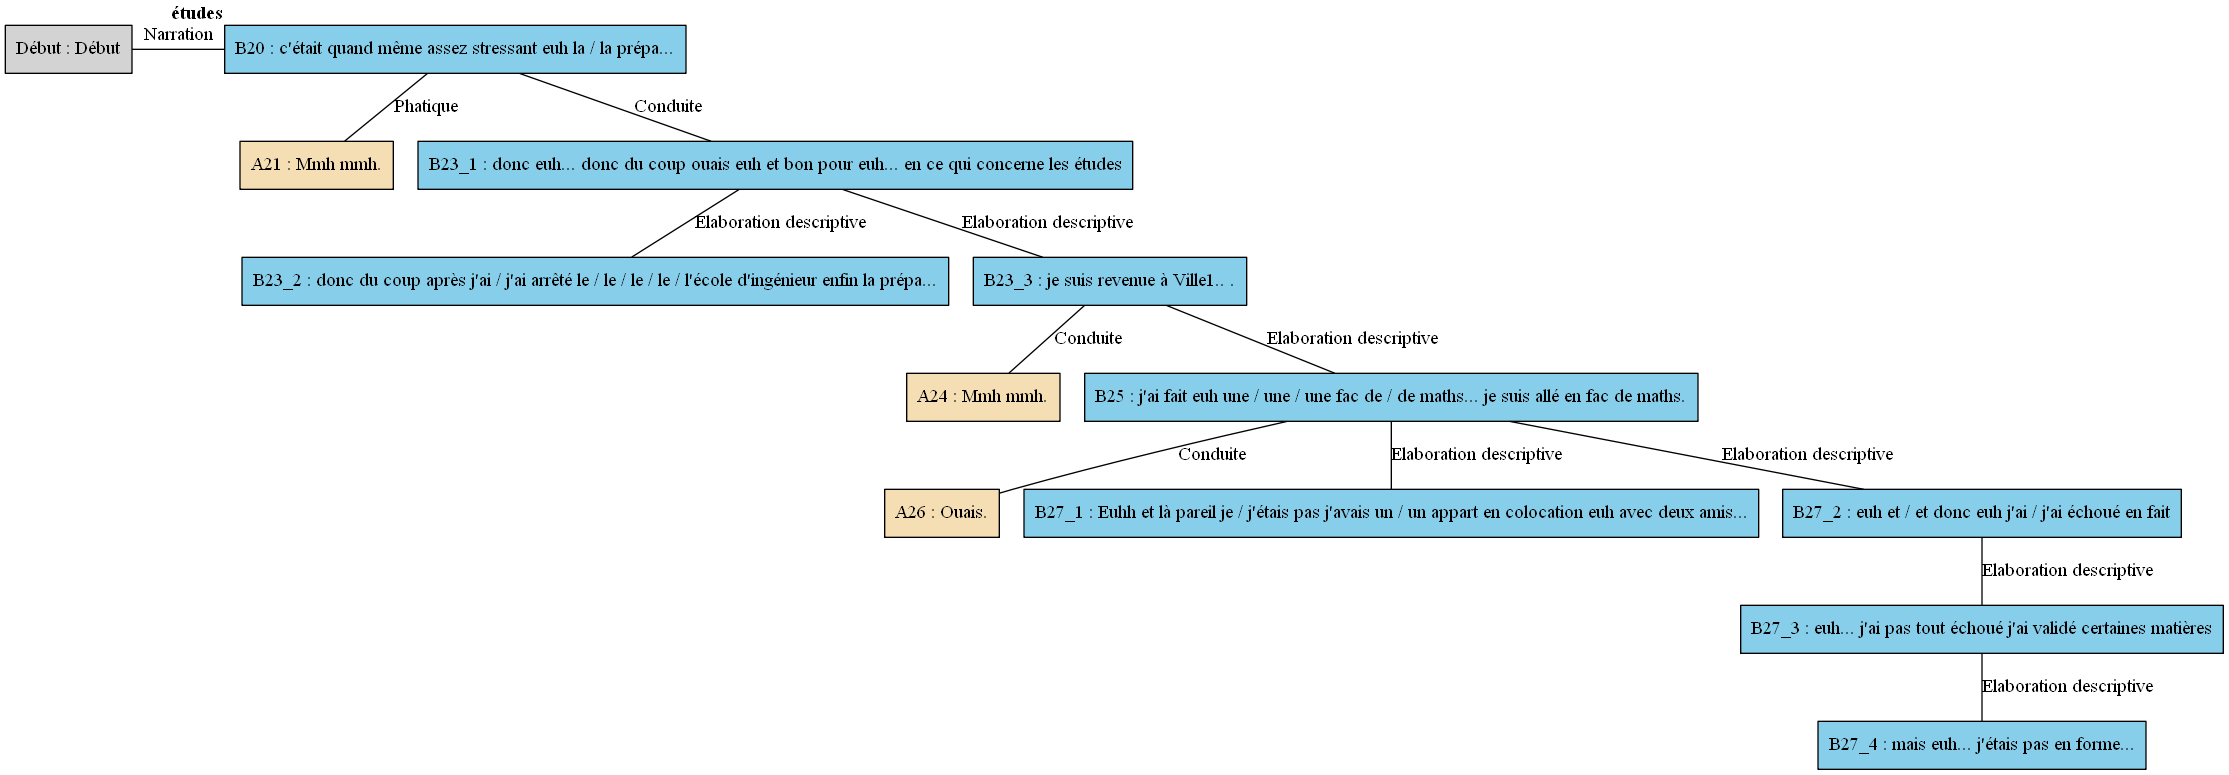 études
Narration
Début : Début
B20 : c'était quand même assez stressant euh la / la prépa...
Phatique
Conduite
A21 : Mmh mmh.
B23_1 : donc euh... donc du coup ouais euh et bon pour euh... en ce qui concerne les études
Elaboration descriptive
Elaboration descriptive
B23_2 : donc du coup après j'ai / j'ai arrêté le / le / le / le / l'école d'ingénieur enfin la prépa...
B23_3 : je suis revenue à Ville1.. .
Conduite
Elaboration descriptive
A24 : Mmh mmh.
B25 : j'ai fait euh une / une / une fac de / de maths... je suis allé en fac de maths.
Conduite
Elaboration descriptive
Elaboration descriptive
A26 : Ouais.
B27_1 : Euhh et là pareil je / j'étais pas j'avais un / un appart en colocation euh avec deux amis...
B27_2 : euh et / et donc euh j'ai / j'ai échoué en fait
Elaboration descriptive
B27_3 : euh... j'ai pas tout échoué j'ai validé certaines matières
Elaboration descriptive
B27_4 : mais euh... j'étais pas en forme...